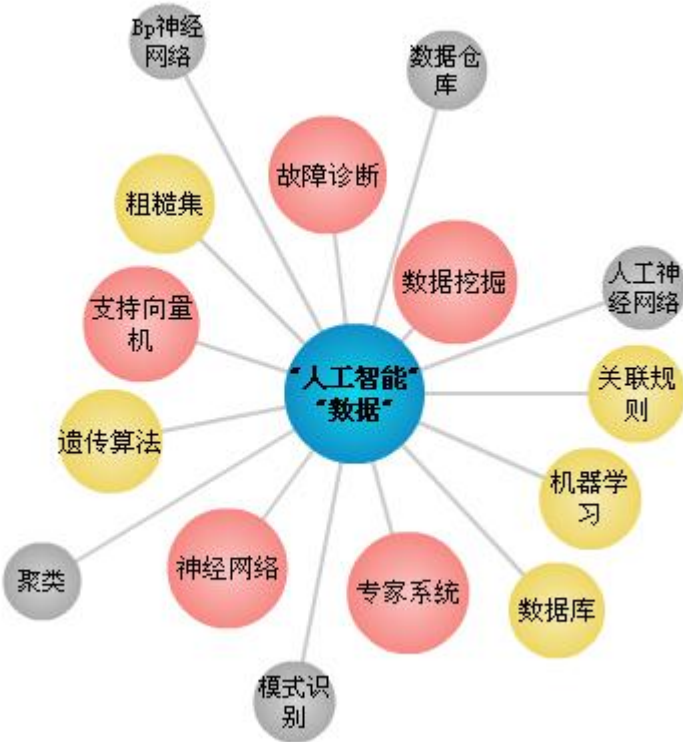 Bp神经
网络
数据仓
库
故障诊断
粗糙集
数据挖掘
人工神
经网络
支持向量
机
"人工智能"
"数据"
关联规
则
遗传算法
机器学
习
神经网络
聚类
专家系统
数据库
模式识
别